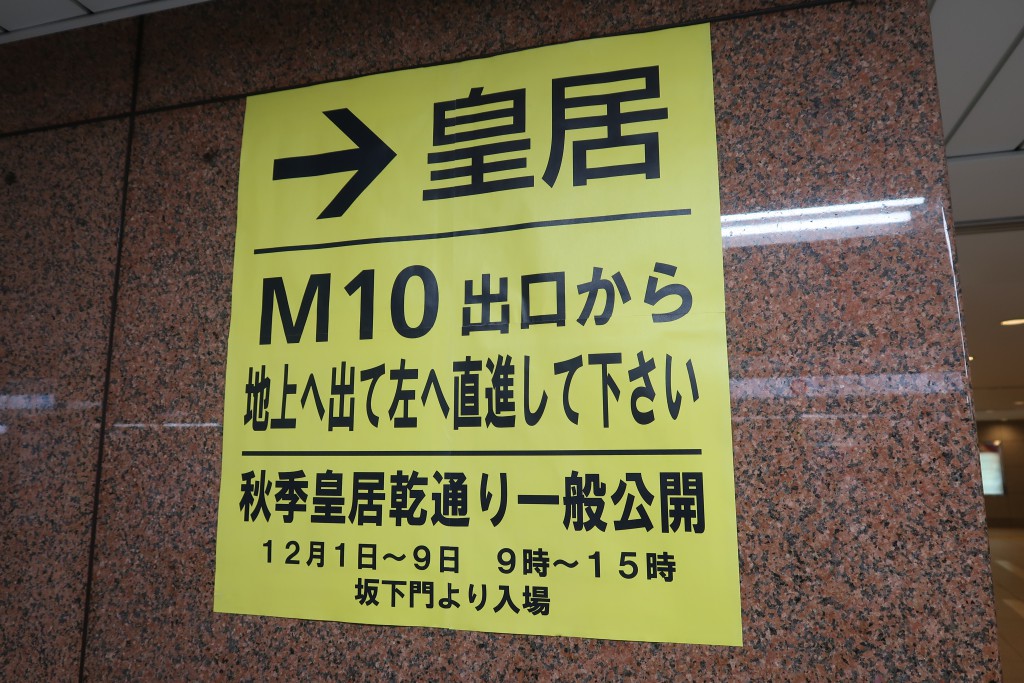 →皇居
M10 出口から
地上へ出て左へ直進して下さい
秋季皇居乾通り一般公開
12月1日～9日　9時～15時
坂下門より入場